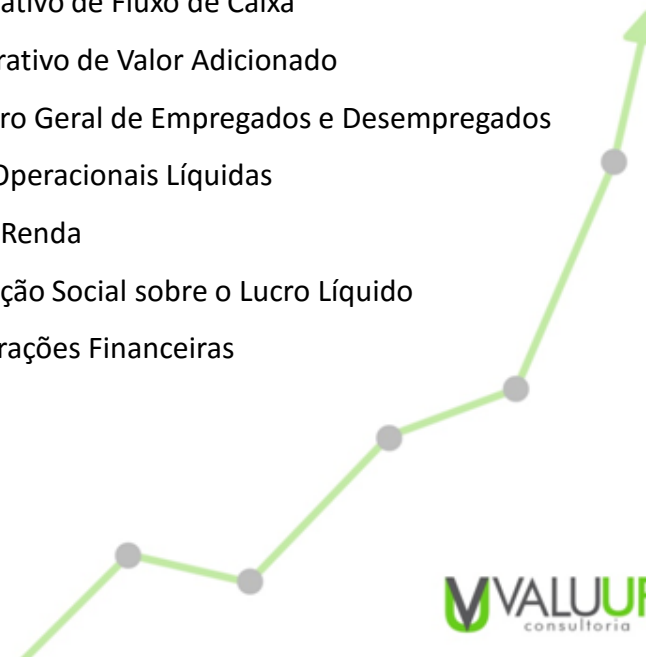 ativo de Fluxo de Caixa
rativo de Valor Adicionado
ro Geral de Empregados e Desempregados
Operacionais Líquidas
Renda
ção Social sobre o Lucro Líquido
rações Financeiras
VALUUP
consultoria